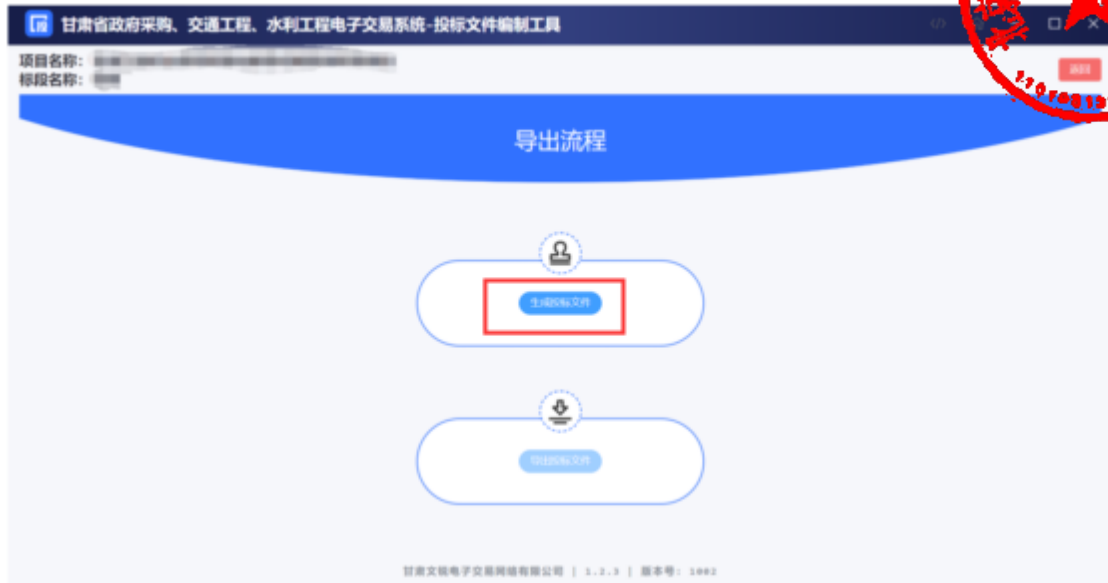 甘肃省政府采购、交通工程、水利工程电子交易系统-投标文件编制工具
项目名称:
标段名称:
返回
导出流程
生成投标文件
导出投标文件
甘肃文锐电子交易网络有限公司 | 1.2.3 | 版本号: 1002